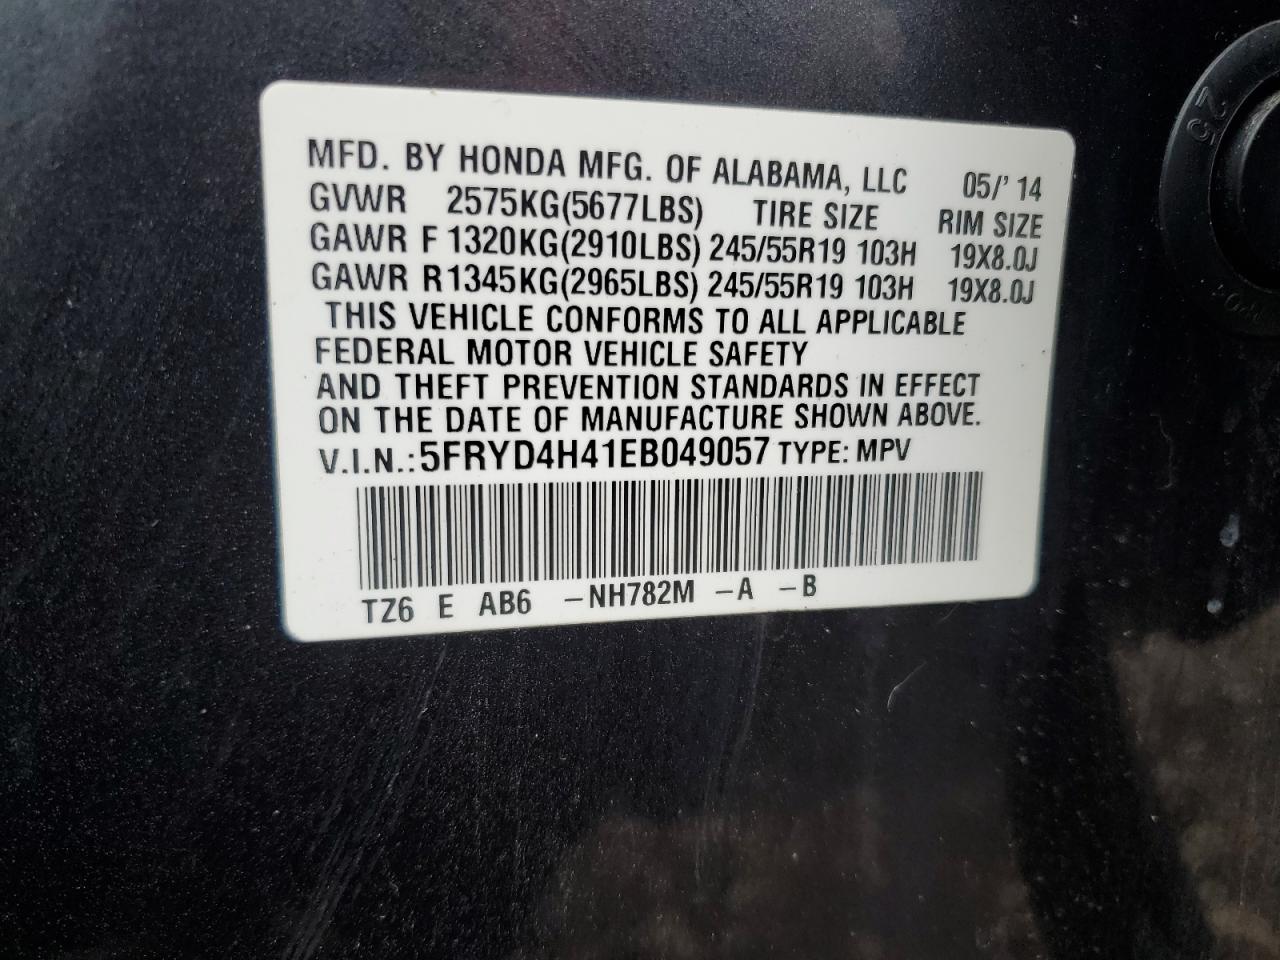 MFD. BY HONDA MFG. OF ALABAMA, LLC 05/' 14
GVWR 2575KG(5677LBS) TIRE SIZE RIM SIZE
GAWR F 1320KG(2910LBS) 245/55R19 103H 19X8.0J
GAWR R1345KG(2965LBS) 245/55R19 103H 19X8.0J
THIS VEHICLE CONFORMS TO ALL APPLICABLE
FEDERAL MOTOR VEHICLE SAFETY
AND THEFT PREVENTION STANDARDS IN EFFECT
ON THE DATE OF MANUFACTURE SHOWN ABOVE.
V.I.N.: 5FRYD4H41EB049057 TYPE: MPV
TZ6 E AB6 -NH782M -A -B
25